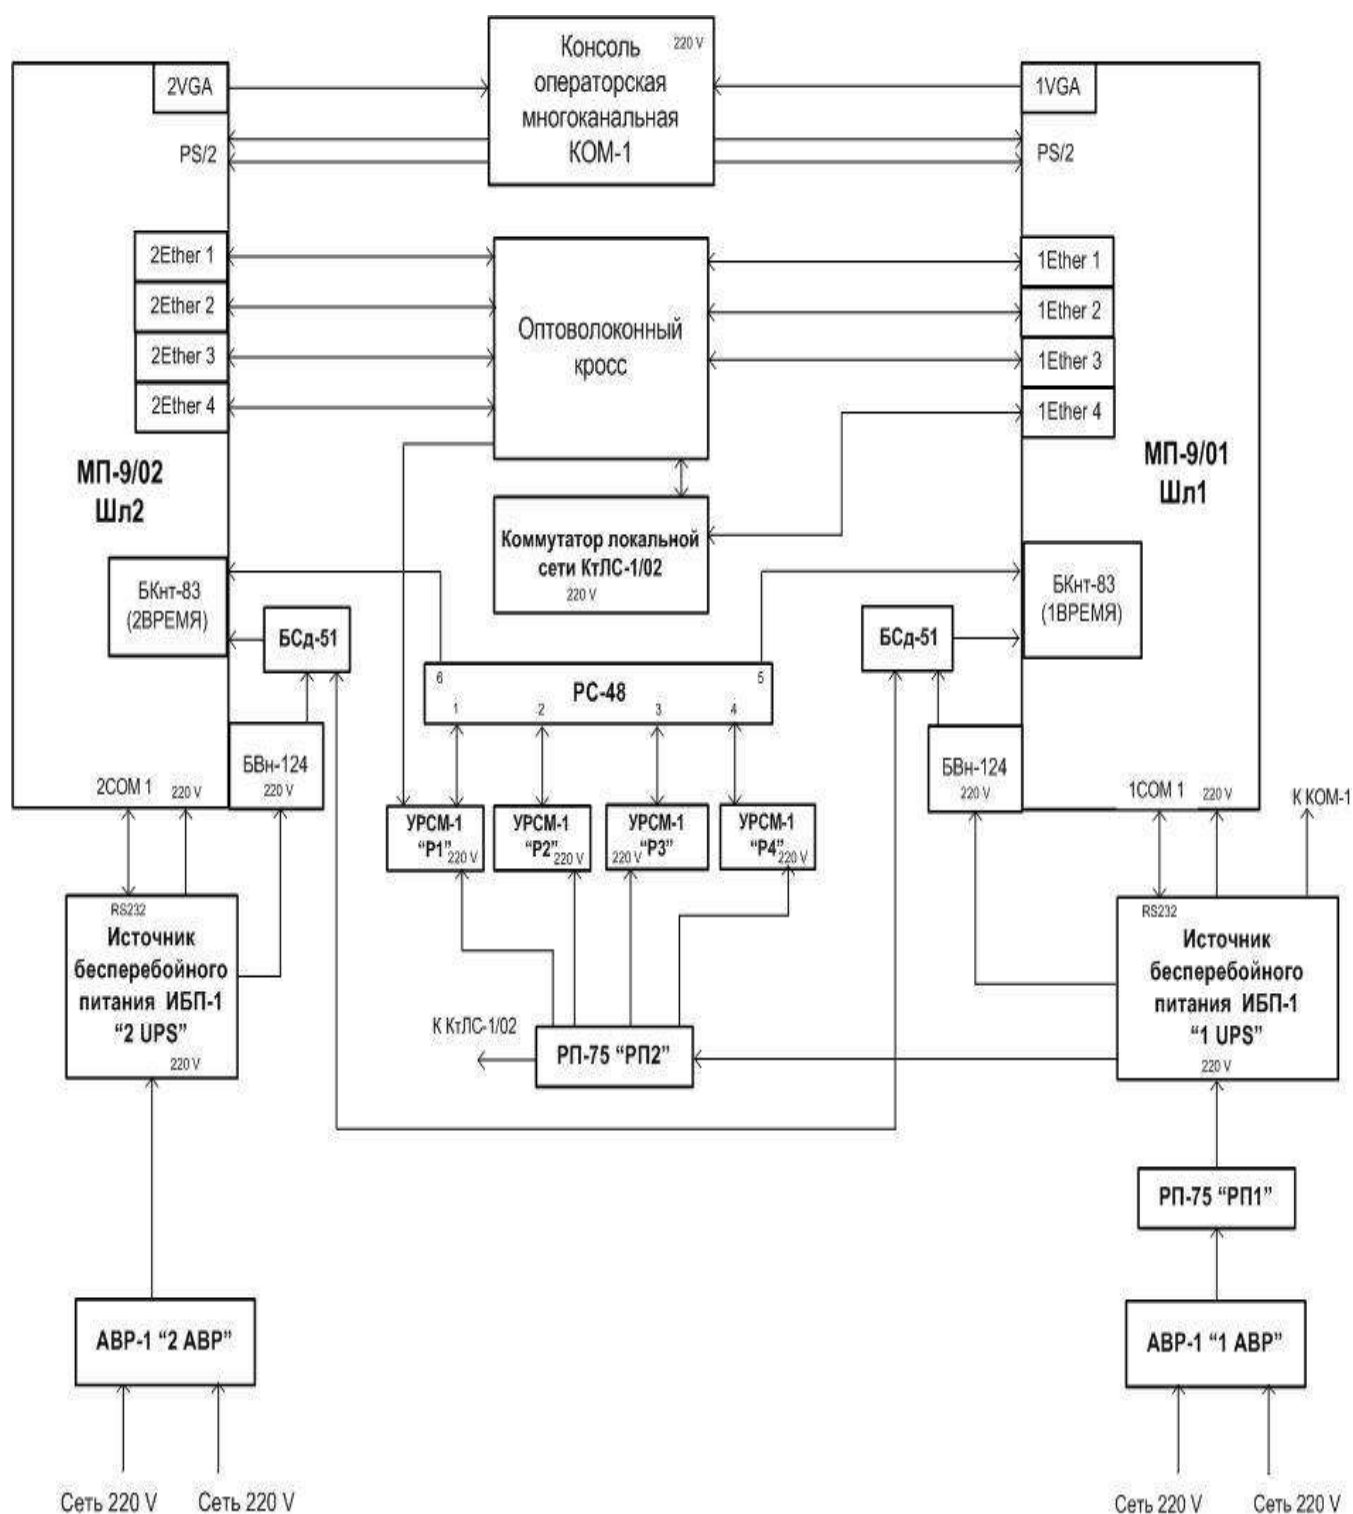 Консоль
220 V
операторская
многоканальная
КОМ-1
2VGA
1VGA
PS/2
PS/2
2Ether 1
2Ether 2
2Ether 3
2Ether 4
Оптоволоконный
кросс
1Ether 1
1Ether 2
1Ether 3
1Ether 4
МП-9/02
Шл2
МП-9/01
Шл1
Коммутатор локальной
сети КтЛС-1/02
220 V
БКнт-83
(2ВРЕМЯ)
БСд-51
БСд-51
БКнт-83
(1ВРЕМЯ)
6
5
РС-48
1
2
3
4
БВн-124
220 V
2COM 1
220 V
БВн-124
220 V
1COM 1
220 V
К КОМ-1
УРСМ-1
“Р1”
220 V
УРСМ-1
“Р2”
220 V
УРСМ-1
“Р3”
220 V
УРСМ-1
“Р4”
220 V
RS232
Источник
бесперебойного
питания ИБП-1
“2 UPS”
220 V
RS232
Источник
бесперебойного
питания ИБП-1
“1 UPS”
220 V
К КтЛС-1/02
РП-75 “РП2”
РП-75 “РП1”
АВР-1 “2 АВР”
АВР-1 “1 АВР”
Сеть 220 V
Сеть 220 V
Сеть 220 V
Сеть 220 V